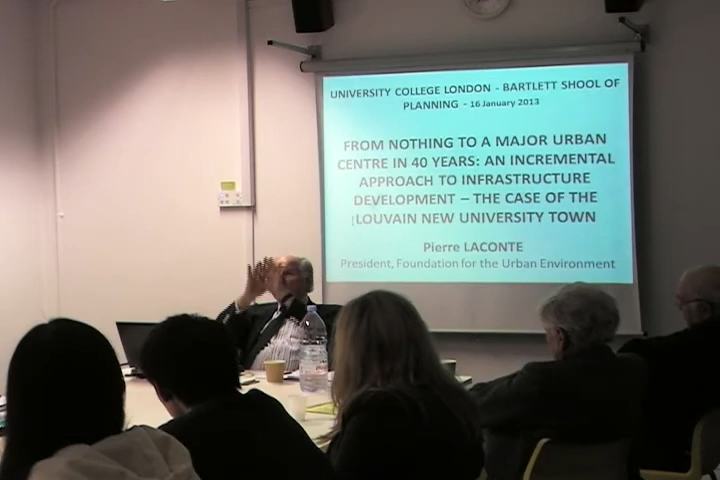 UNIVERSITY COLLEGE LONDON - BARTLETT SHOOL OF
PLANNING - 16 January 2013
FROM NOTHING TO A MAJOR URBAN
CENTRE IN 40 YEARS: AN INCREMENTAL
APPROACH TO INFRASTRUCTURE
DEVELOPMENT – THE CASE OF THE
LOUVAIN NEW UNIVERSITY TOWN
Pierre LACONTE
President, Foundation for the Urban Environment